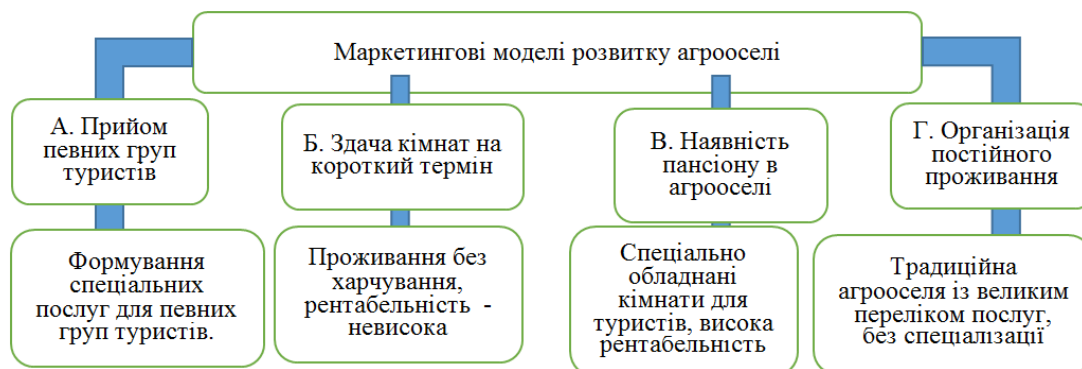 Маркетингові моделі розвитку агрооселі
А. Прийом
певних груп
туристів
Б. Здача кімнат на
короткий термін
В. Наявність
пансіону в
агрооселі
Г. Організація
постійного
проживання
Формування
спеціальних
послуг для певних
груп туристів.
Проживання без
харчування,
рентабельність -
невисока
Спеціально
обладнані
кімнати для
туристів, висока
рентабельність
Традиційна
агрооселя із великим
переліком послуг,
без спеціалізації